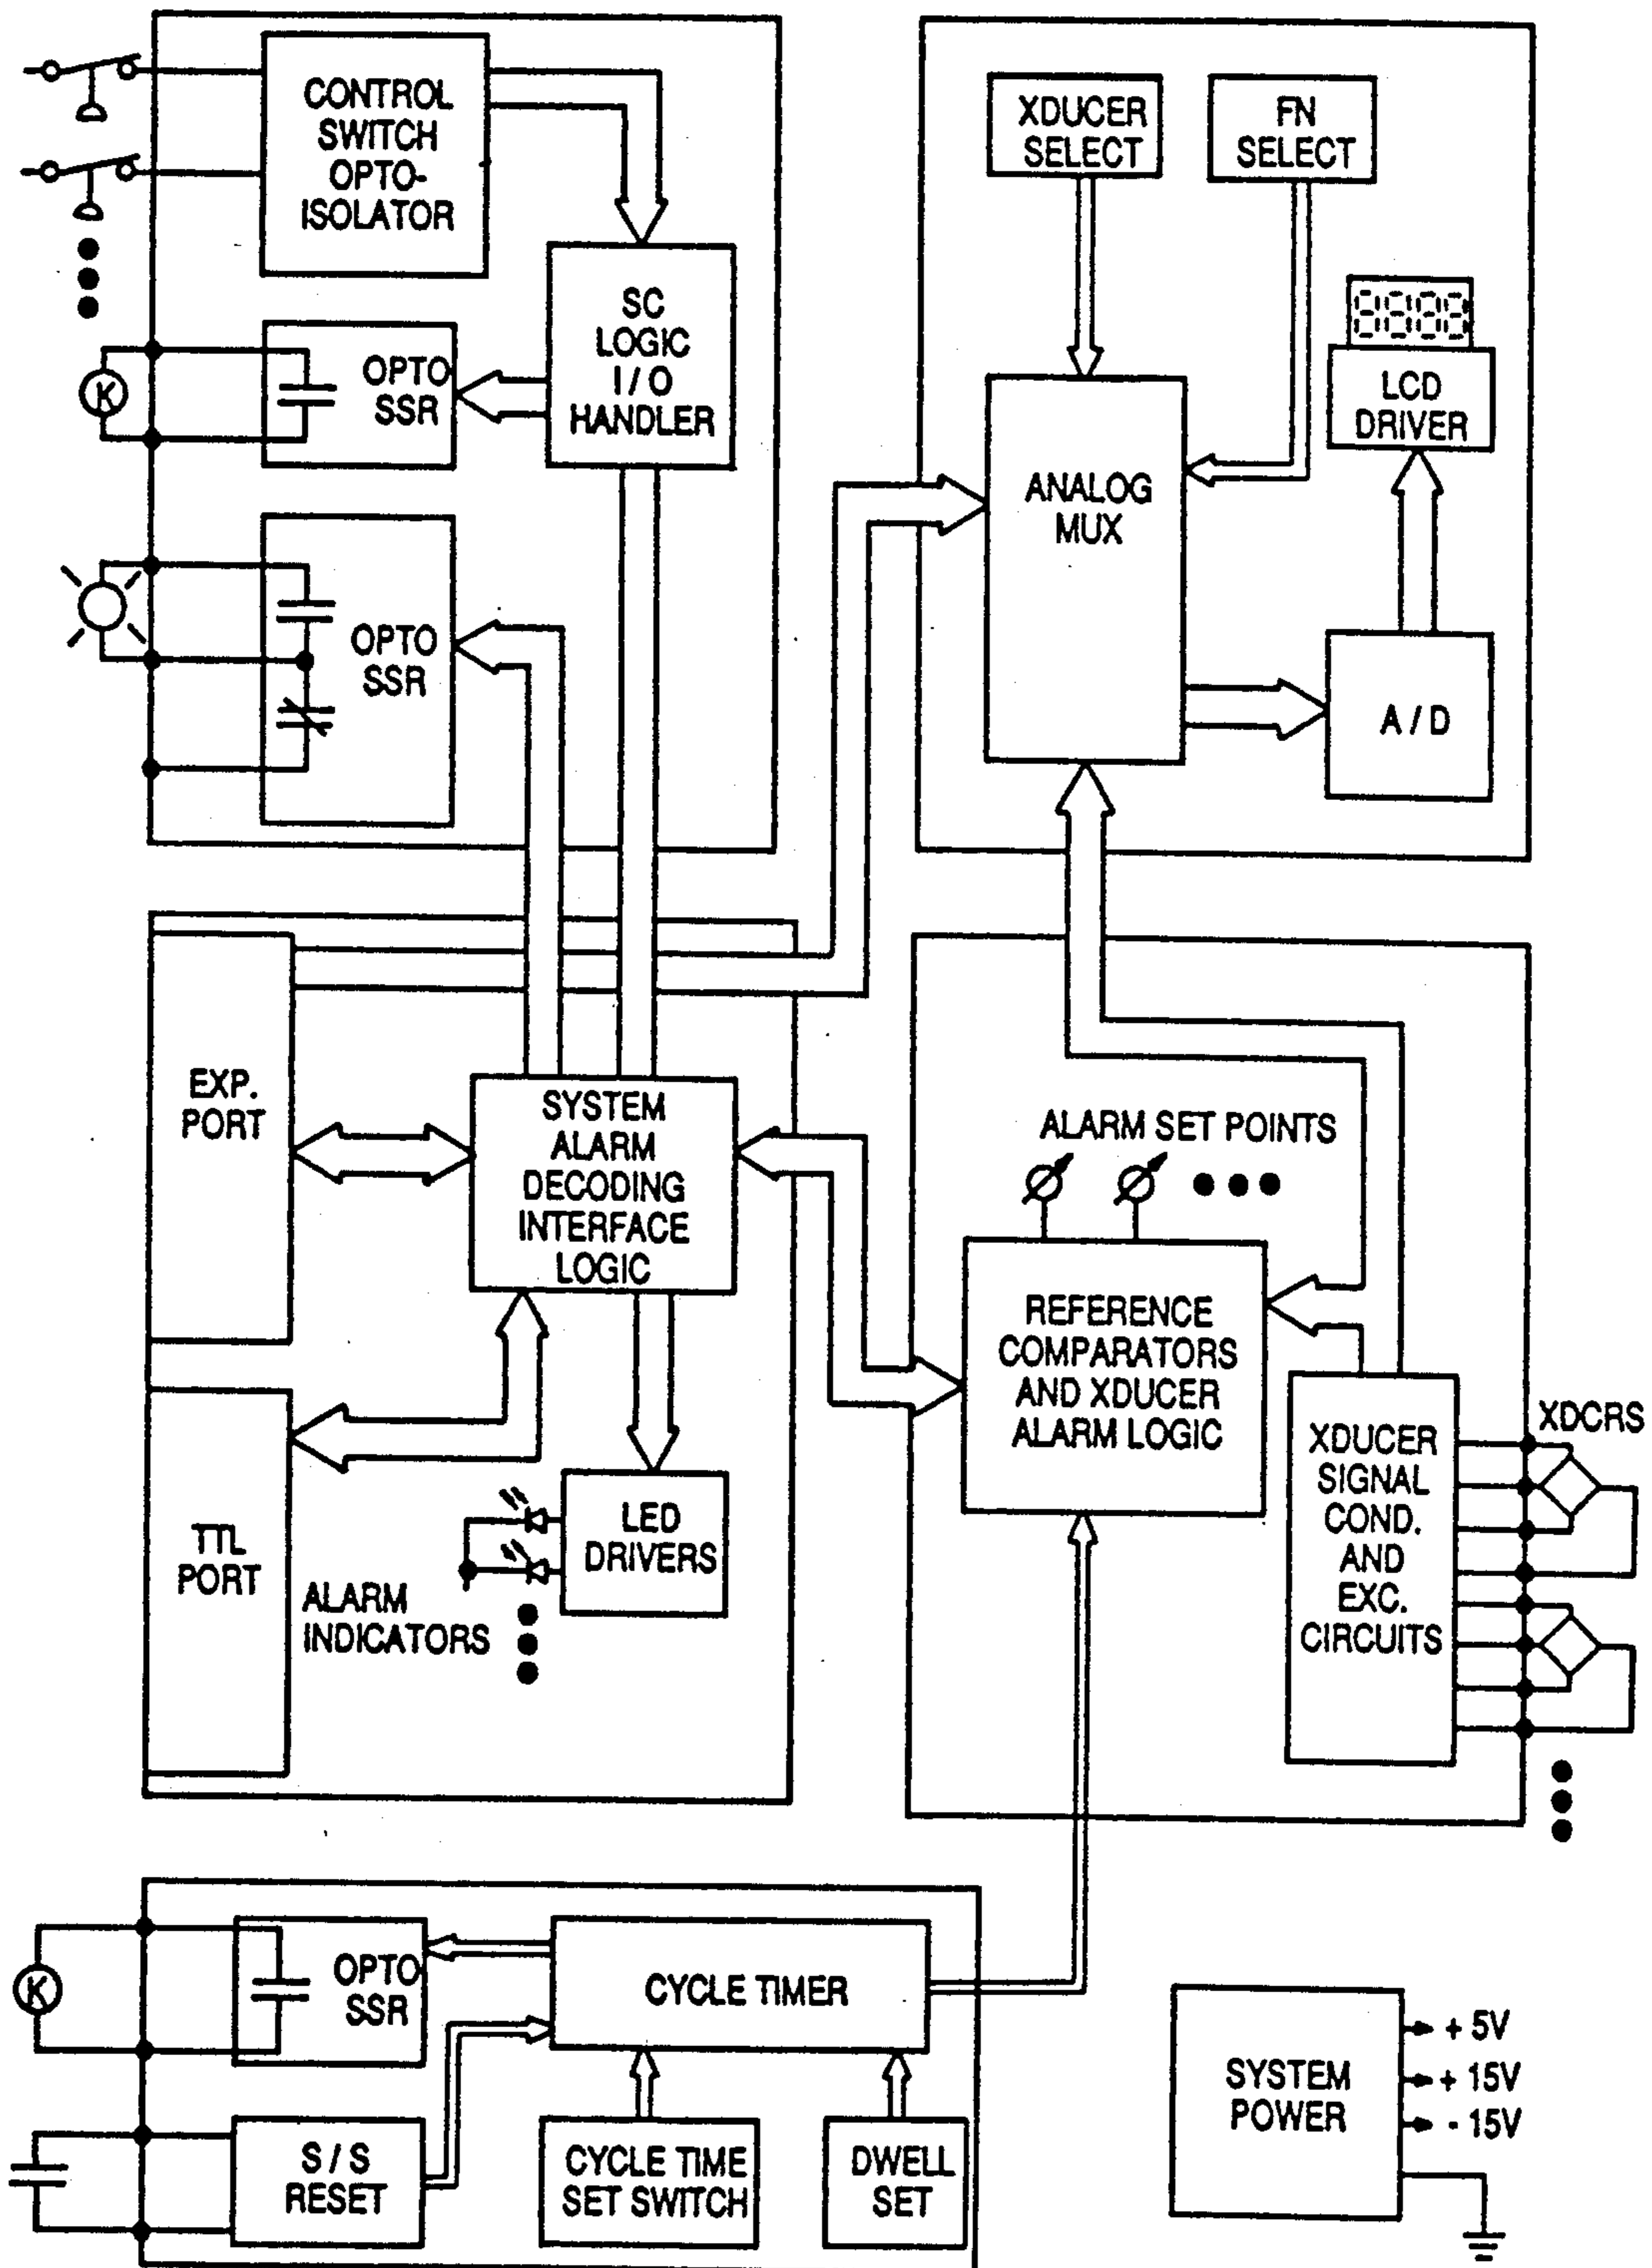 CONTROL
SWITCH
OPTO-
ISOLATOR
SC
LOGIC
I / O
HANDLER
OPTO
SSR
K
OPTO
SSR
XDUCER
SELECT
FN
SELECT
8888
LCD
DRIVER
ANALOG
MUX
A / D
EXP.
PORT
SYSTEM
ALARM
DECODING
INTERFACE
LOGIC
TTL
PORT
ALARM
INDICATORS
LED
DRIVERS
ALARM SET POINTS
REFERENCE
COMPARATORS
AND XDUCER
ALARM LOGIC
XDUCER
SIGNAL
COND.
AND
EXC.
CIRCUITS
XDCRS
K
OPTO
SSR
CYCLE TIMER
S / S
RESET
CYCLE TIME
SET SWITCH
DWELL
SET
SYSTEM
POWER
+ 5V
+ 15V
- 15V